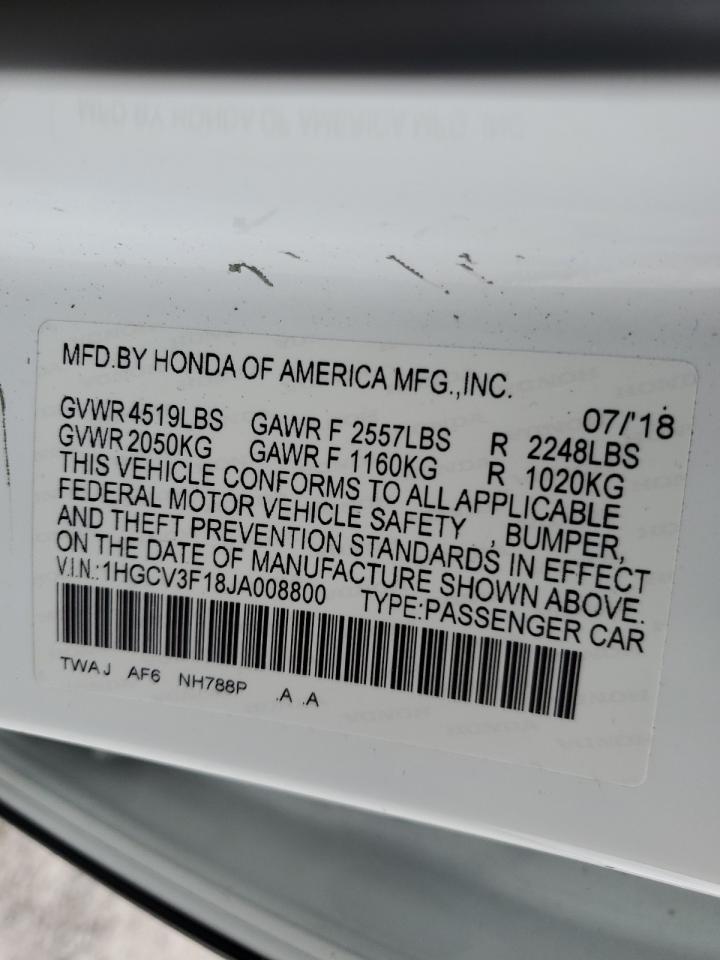 MFD.BY HONDA OF AMERICA MFG.,INC.
07/'18
GVWR 4519LBS GAWR F 2557LBS R 2248LBS
GVWR 2050KG GAWR F 1160KG R 1020KG
THIS VEHICLE CONFORMS TO ALL APPLICABLE
FEDERAL MOTOR VEHICLE SAFETY , BUMPER,
AND THEFT PREVENTION STANDARDS IN EFFECT
ON THE DATE OF MANUFACTURE SHOWN ABOVE.
V.I.N.:1HGCV3F18JA008800 TYPE:PASSENGER CAR
TWAJ AF6 NH788P .A .A